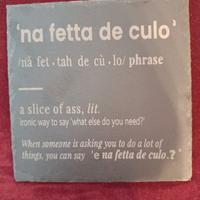 'na fetta de culo'
/nà fet • tah de cù • lo/ phrase
a slice of ass, lit.
ironic way to say 'what else do you need?'
When someone is asking you to do a lot of
things, you can say 'e na fetta de culo.?'